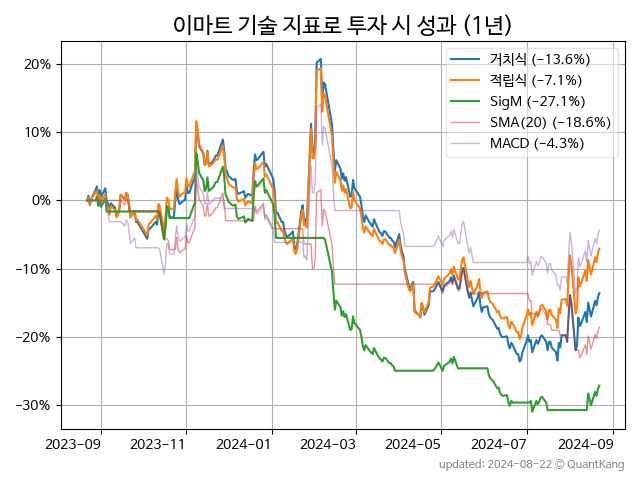 이마트 기술 지표로 투자 시 성과 (1년)
거치식 (−13.6%)
적립식 (−7.1%)
SigM (−27.1%)
SMA(20) (−18.6%)
MACD (−4.3%)
20%
10%
0%
−10%
−20%
−30%
2023-09 2023-11 2024-01 2024-03 2024-05 2024-07 2024-09
updated: 2024-08-22 © QuantKang